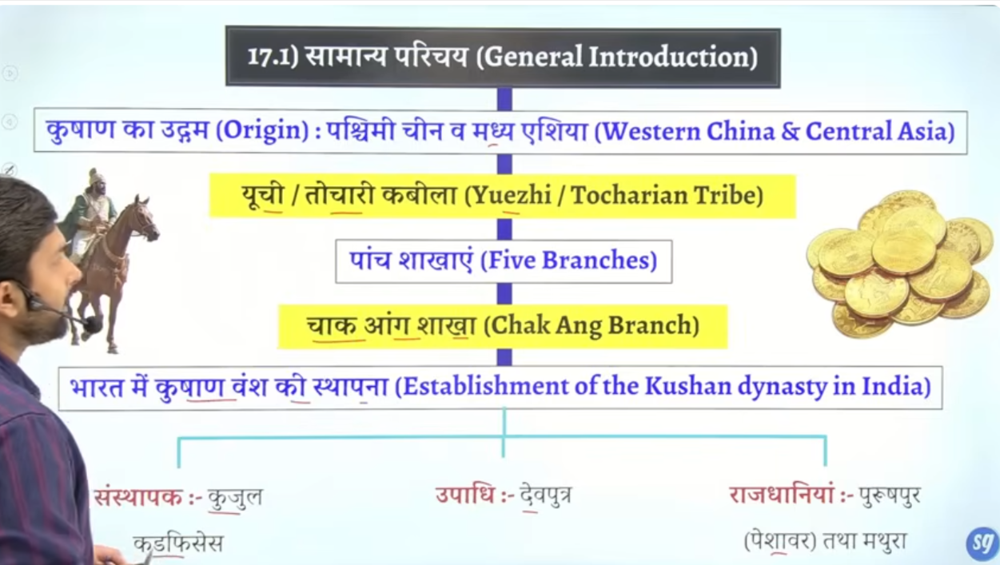 17.1) सामान्य परिचय (General Introduction)
कुषाण का उद्गम (Origin) : पश्चिमी चीन व मध्य एशिया (Western China & Central Asia)
यूची / तोचारी कबीला (Yuezhi / Tocharian Tribe)
पांच शाखाएं (Five Branches)
चाक आंग शाखा (Chak Ang Branch)
भारत में कुषाण वंश की स्थापना (Establishment of the Kushan dynasty in India)
संस्थापक :- कुजुल
कडफिसेस
उपाधि :- देवपुत्र
राजधानियां :- पुरूषपुर
(पेशावर) तथा मथुरा
sg